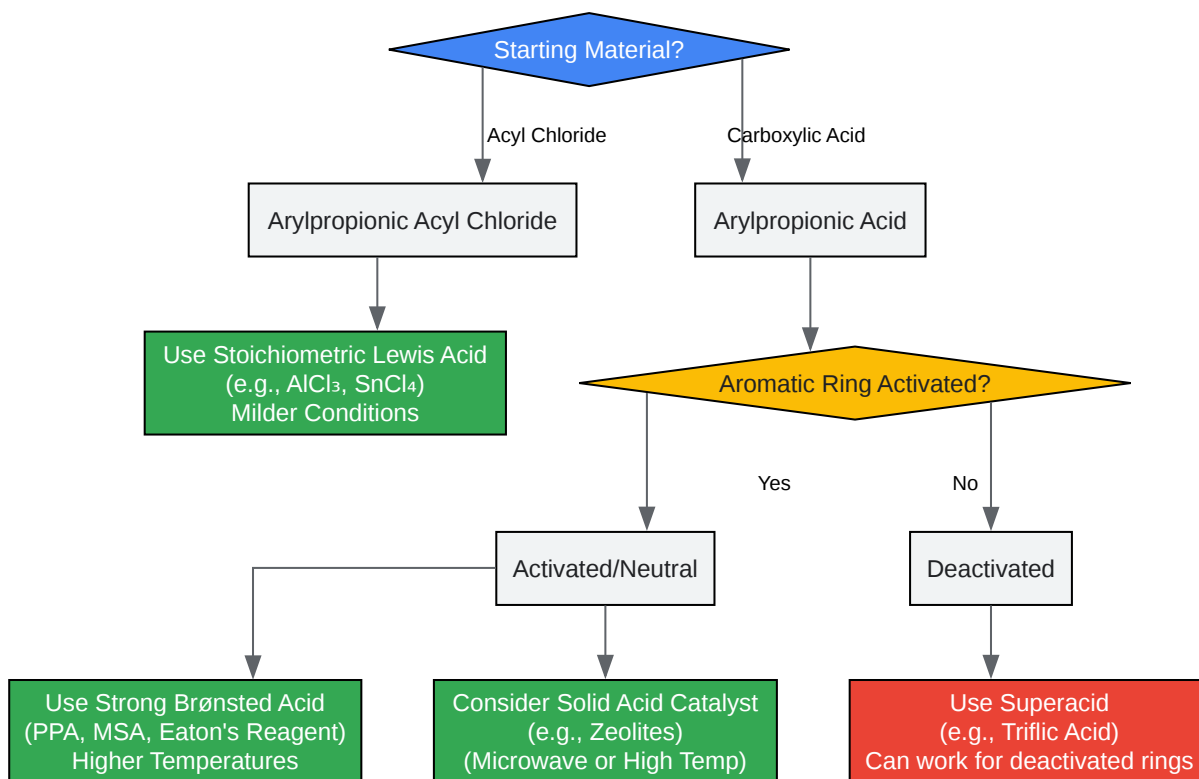 Starting Material?
Acyl Chloride
Carboxylic Acid
Arylpropionic Acyl Chloride
Arylpropionic Acid
Use Stoichiometric Lewis Acid
(e.g., AlCl₃, SnCl₄)
Milder Conditions
Aromatic Ring Activated?
Yes
No
Activated/Neutral
Deactivated
Use Strong Brønsted Acid
(PPA, MSA, Eaton's Reagent)
Higher Temperatures
Consider Solid Acid Catalyst
(e.g., Zeolites)
(Microwave or High Temp)
Use Superacid
(e.g., Triflic Acid)
Can work for deactivated rings